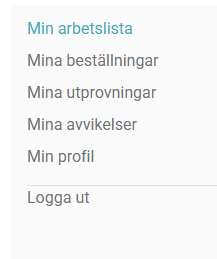 Min arbetslista
Mina beställningar
Mina utprovningar
Mina avvikelser
Min profil
Logga ut